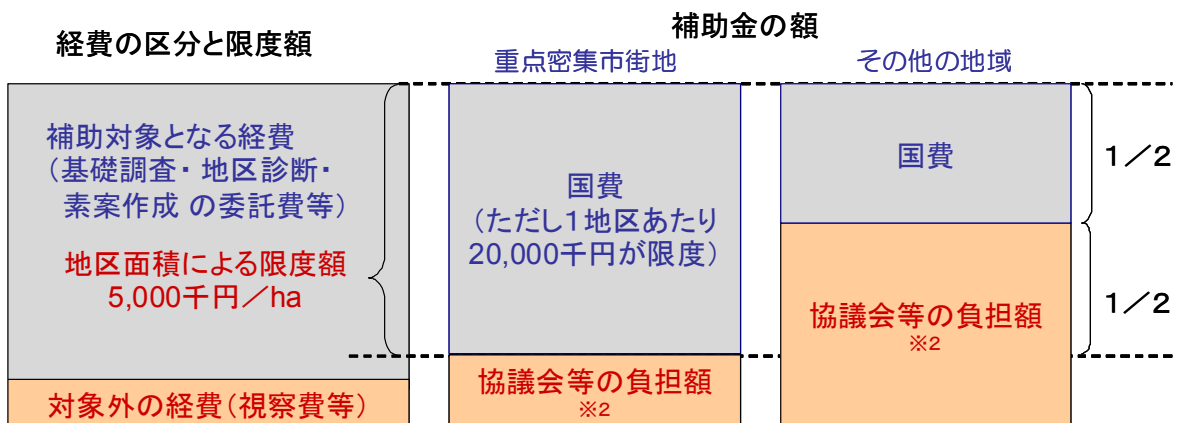 経費の区分と限度額
補助対象となる経費
(基礎調査・地区診断・
素案作成 の委託費等)
地区面積による限度額
5,000千円/ha
対象外の経費(視察費等)
補助金の額
重点密集市街地
国費
(ただし1地区あたり
20,000千円が限度)
協議会等の負担額
※2
その他の地域
国費
協議会等の負担額
※2
1/2
1/2